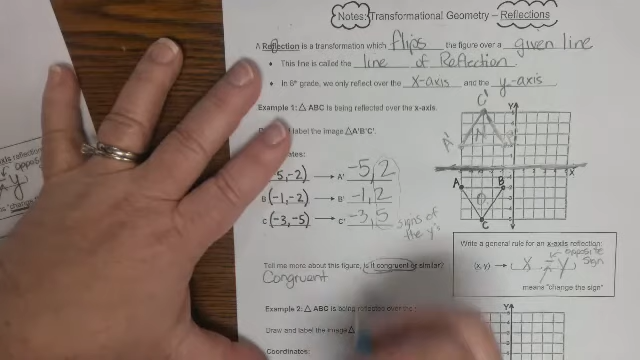 Notes: Transformational Geometry – Reflections
A Reflection is a transformation which flips the figure over a given line
• This line is called the line of Reflection.
• In 8th grade, we only reflect over the x-axis and the y-axis
Example 1: △ ABC is being reflected over the x-axis.
label the image △A'B'C'.
-5,-2) → A' -5,2
B (-1,-2) → B' -1,2
C (-3,-5) → C' -3,5
signs of
the y's
Tell me more about this figure, is it congruent or similar?
Congruent
C'
A'
Y
X
A
B
C
Write a general rule for an x-axis reflection:
opposite
sign
(x, y) → X, -Y
means "change the sign"
Example 2: △ ABC is being reflected over the
Draw and label the image △
Coordinates:
Y
-axis reflection
opposi
y